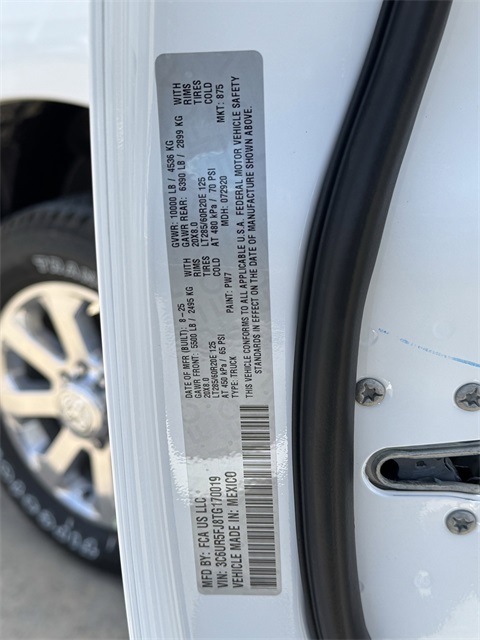 MFD BY: FCA US LLC
DATE OF MFR (BUILT): 8-25 GVWR: 10000 LB / 4536 KG
GAWR FRONT: 5500 LB / 2495 KG WITH GAWR REAR: 6390 LB / 2899 KG WITH
20X8.0 RIMS 20X8.0 RIMS
LT285/60R20E 125 TIRES LT285/60R20E 125 TIRES
AT 450 kPa / 65 PSI COLD AT 480 kPa / 70 PSI COLD
TYPE: TRUCK PAINT: PW7 MDH: 072920 MKT: 875
VIN: 3C6UR5FJ8TG170019
VEHICLE MADE IN: MEXICO
THIS VEHICLE CONFORMS TO ALL APPLICABLE U.S.A. FEDERAL MOTOR VEHICLE SAFETY
STANDARDS IN EFFECT ON THE DATE OF MANUFACTURE SHOWN ABOVE.